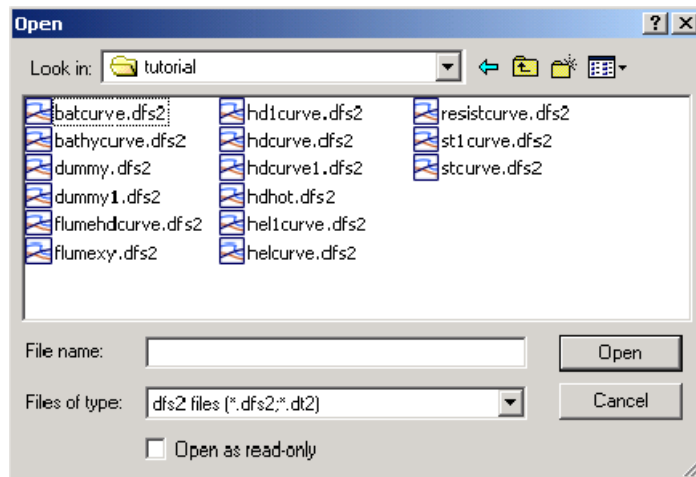 Open
Look in: tutorial
batcurve.dfs2 hd1curve.dfs2 resistcurve.dfs2
bathycurve.dfs2 hdcurve.dfs2 st1curve.dfs2
dummy.dfs2 hdcurve1.dfs2 stcurve.dfs2
dummy1.dfs2 hdhot.dfs2
flumehdcurve.dfs2 hel1curve.dfs2
flumexy.dfs2 helcurve.dfs2
File name: Open
Files of type: dfs2 files (*.dfs2;*.dt2) Cancel
Open as read-only